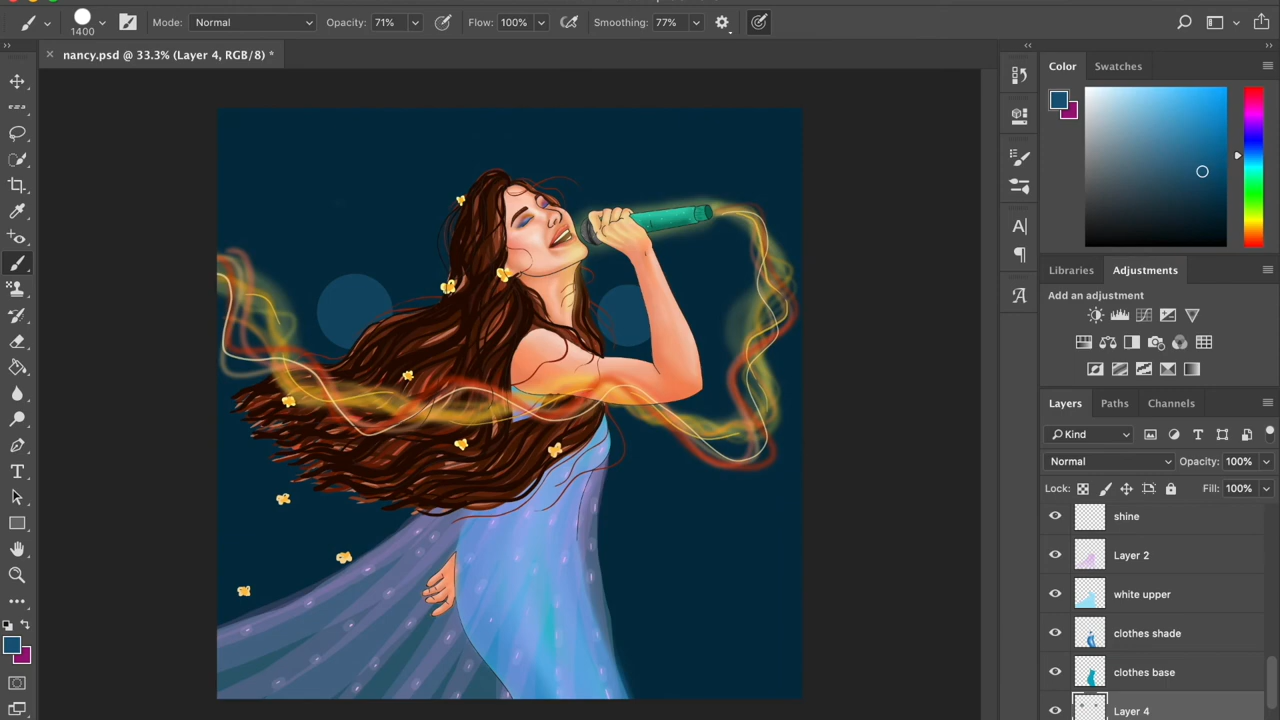 1400
Mode: Normal
Opacity: 71%
Flow: 100%
Smoothing: 77%
nancy.psd @ 33.3% (Layer 4, RGB/8) *
Color
Swatches
Libraries
Adjustments
Add an adjustment
Layers
Paths
Channels
Kind
Normal
Opacity: 100%
Lock:
Fill: 100%
shine
Layer 2
white upper
clothes shade
clothes base
Layer 4